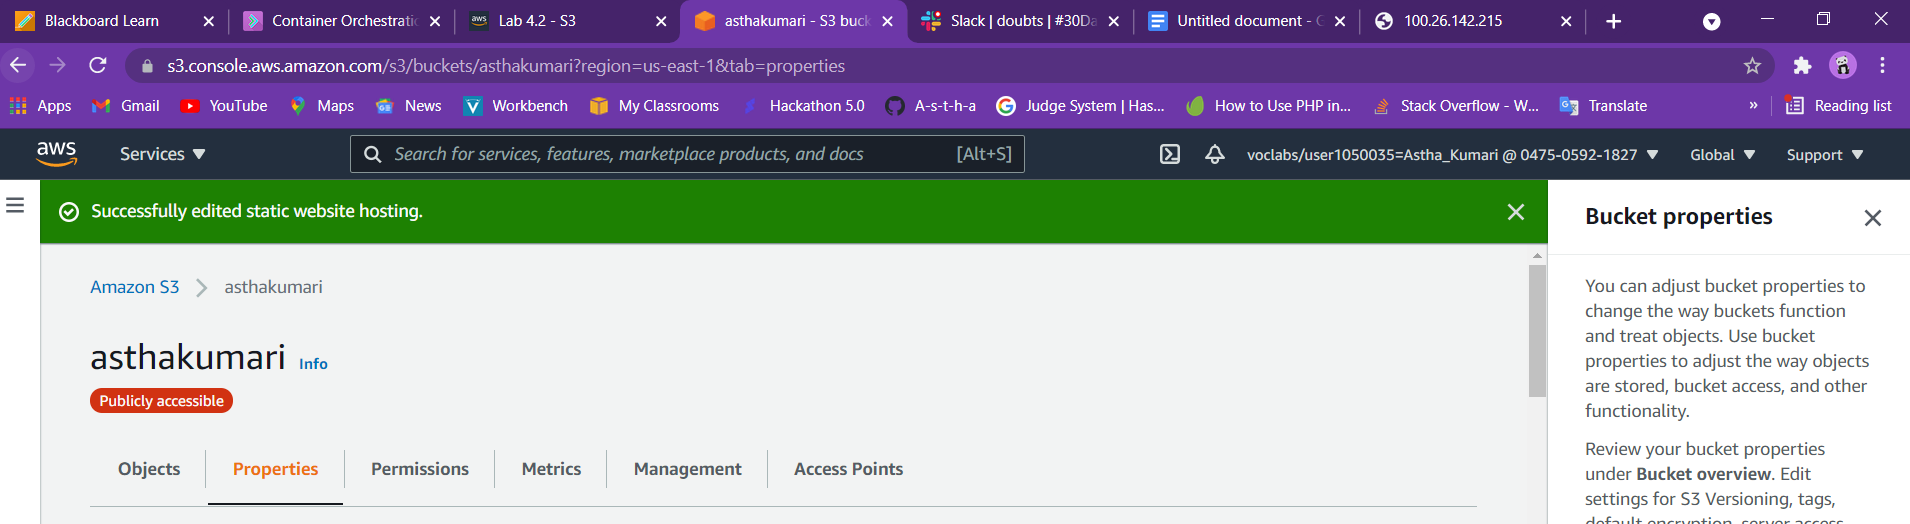 Blackboard Learn
Container Orchestratic
Lab 4.2 - S3
asthakumari - S3 buck
Slack | doubts | #30Da
Untitled document - G
100.26.142.215
s3.console.aws.amazon.com/s3/buckets/asthakumari?region=us-east-1&tab=properties
Apps Gmail YouTube Maps News Workbench My Classrooms Hackathon 5.0 A-s-t-h-a Judge System | Has... How to Use PHP in... Stack Overflow - W... Translate » Reading list
aws Services Search for services, features, marketplace products, and docs [Alt+S] voclabs/user1050035=Astha_Kumari @ 0475-0592-1827 Global Support
Successfully edited static website hosting.
Amazon S3 asthakumari
asthakumari Info
Publicly accessible
Objects Properties Permissions Metrics Management Access Points
Bucket properties
You can adjust bucket properties to
change the way buckets function
and treat objects. Use bucket
properties to adjust the way objects
are stored, bucket access, and other
functionality.
Review your bucket properties
under Bucket overview. Edit
settings for S3 Versioning, tags,
default encryption, server access